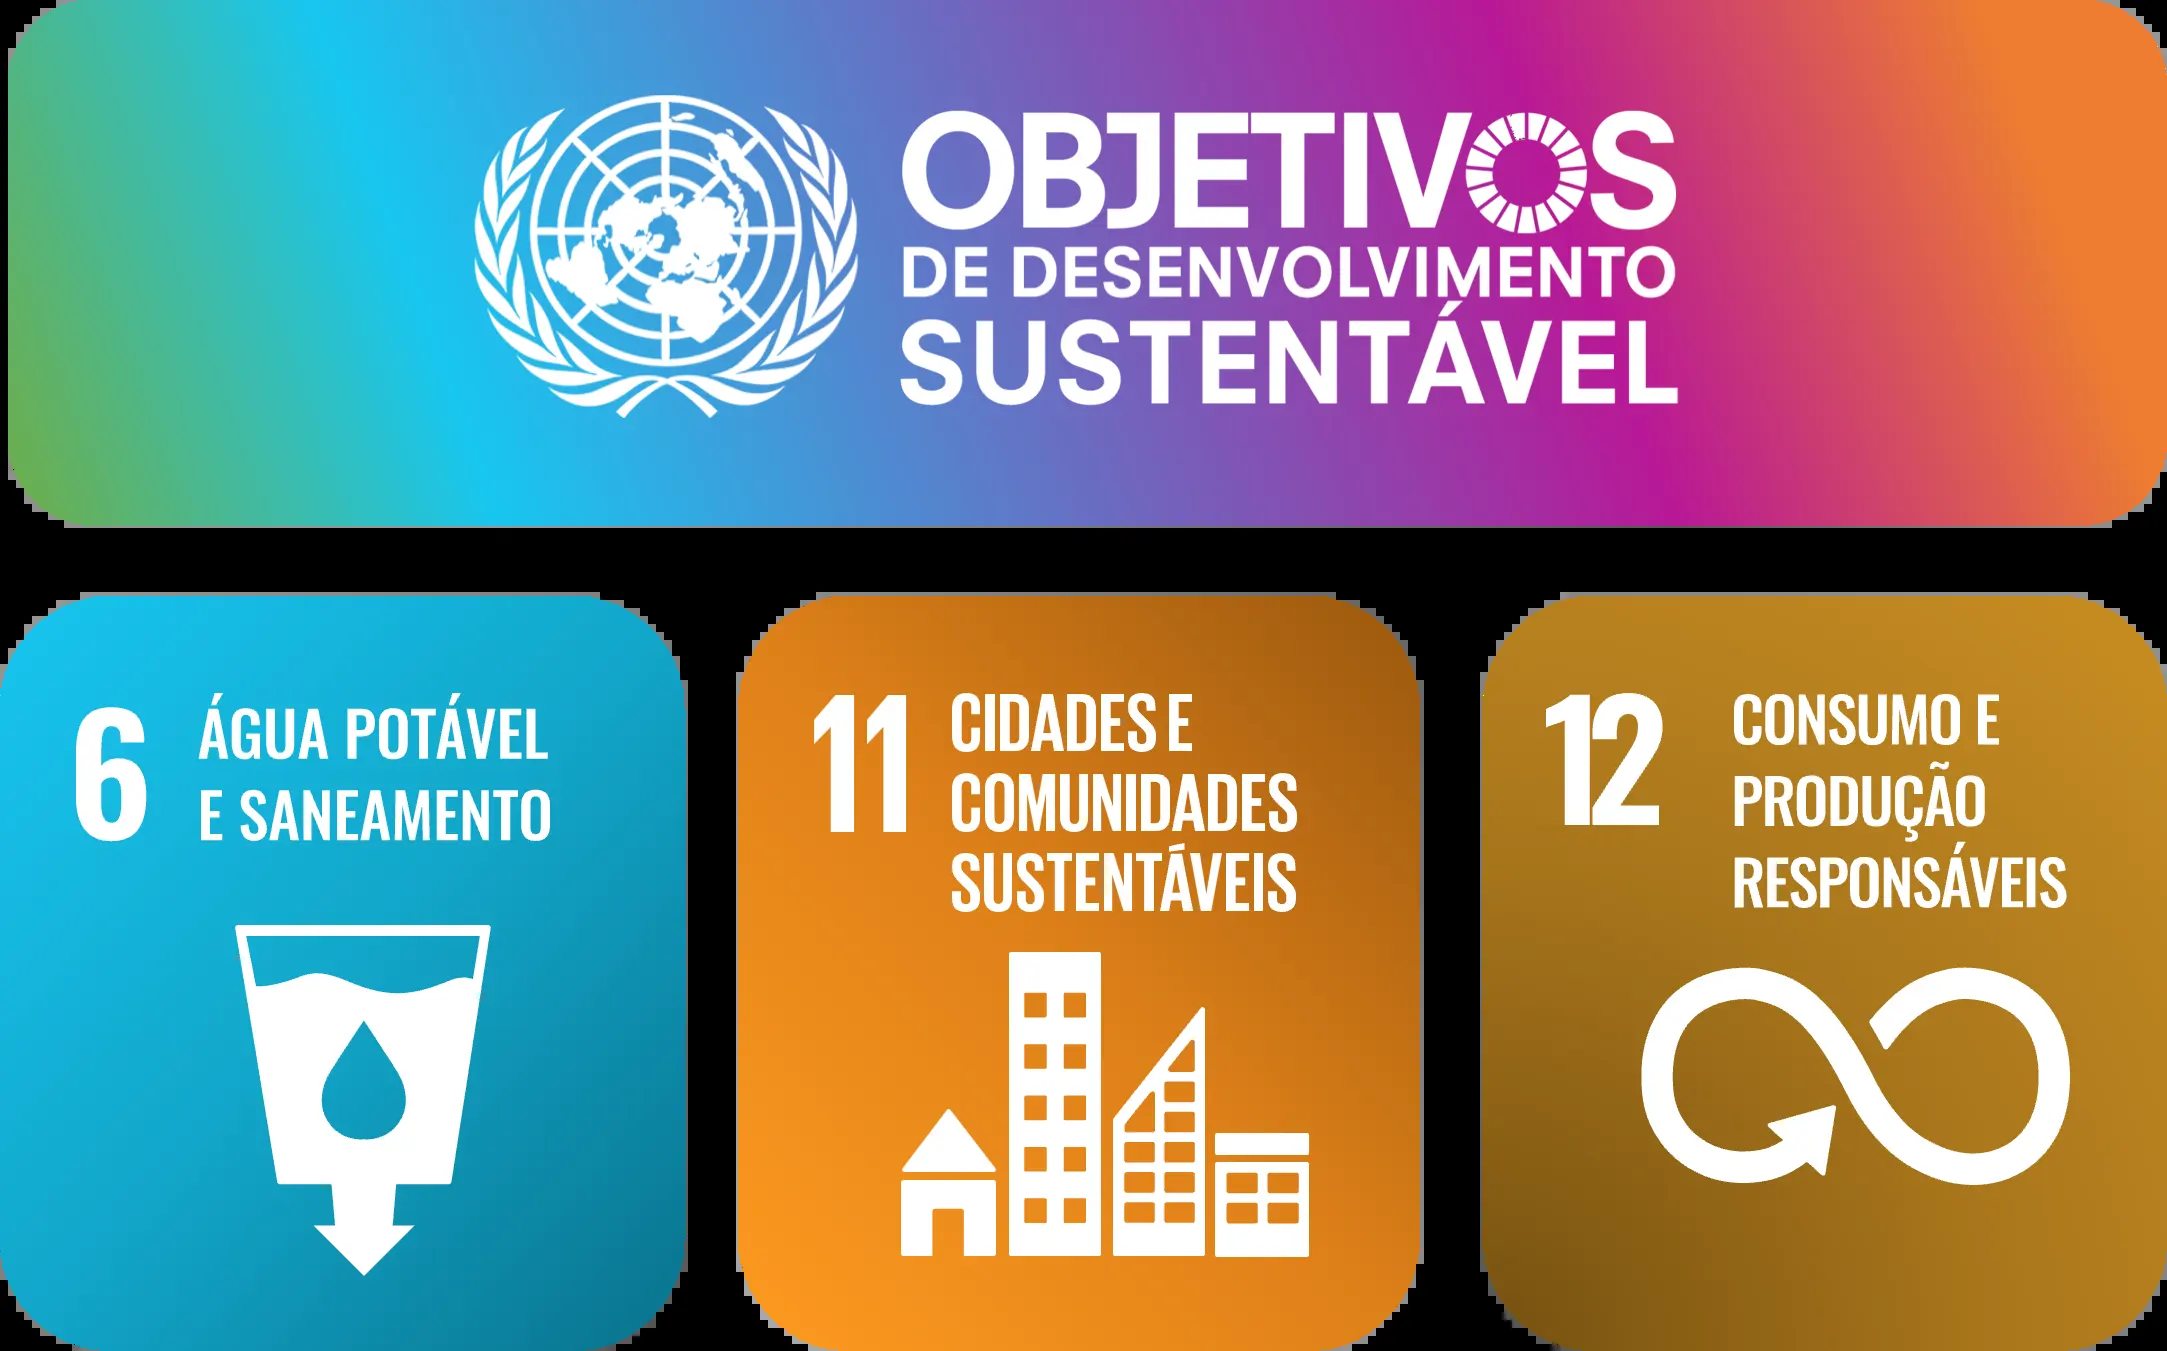 OBJETIVOS
DE DESENVOLVIMENTO
SUSTENTÁVEL
6
ÁGUA POTÁVEL
E SANEAMENTO
11
CIDADES E
COMUNIDADES
SUSTENTÁVEIS
12
CONSUMO E
PRODUÇÃO
RESPONSÁVEIS